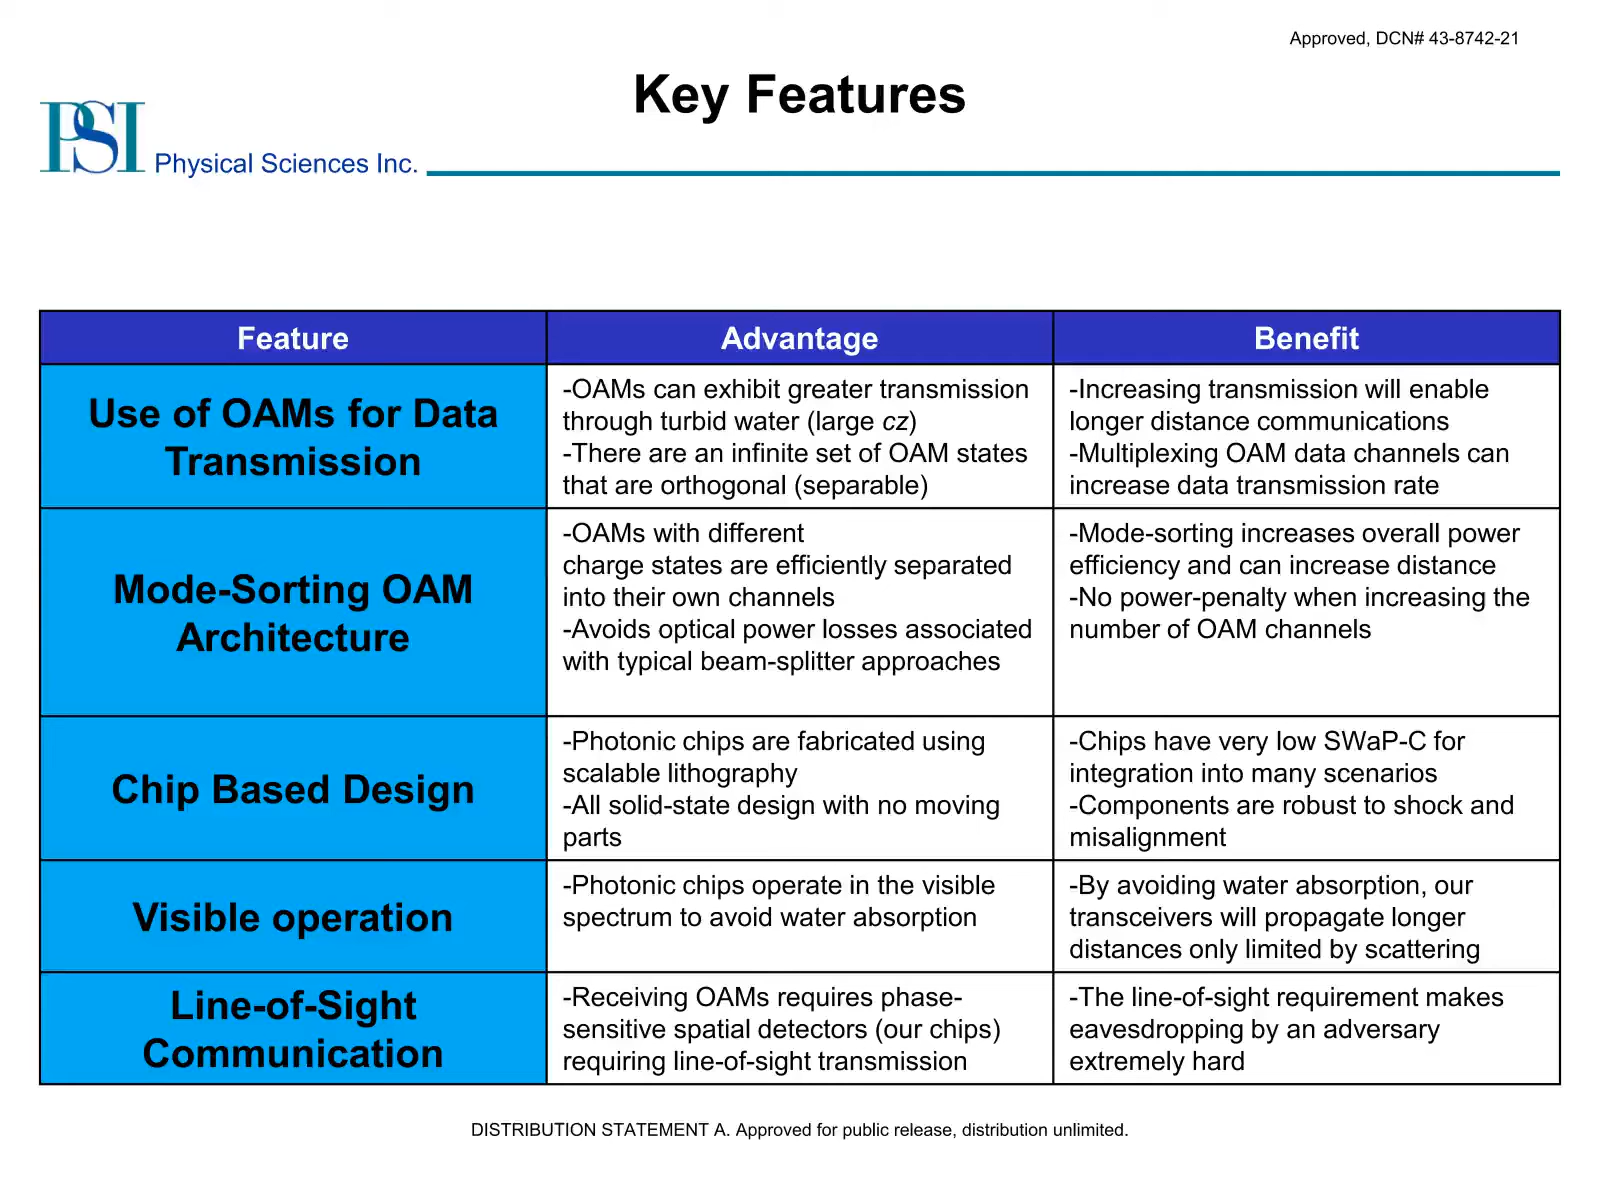 Approved, DCN# 43-8742-21
Key Features
PSI Physical Sciences Inc.
Feature
Advantage
Benefit
Use of OAMs for Data
Transmission
-OAMs can exhibit greater transmission
through turbid water (large cz)
-There are an infinite set of OAM states
that are orthogonal (separable)
-Increasing transmission will enable
longer distance communications
-Multiplexing OAM data channels can
increase data transmission rate
Mode-Sorting OAM
Architecture
-OAMs with different
charge states are efficiently separated
into their own channels
-Avoids optical power losses associated
with typical beam-splitter approaches
-Mode-sorting increases overall power
efficiency and can increase distance
-No power-penalty when increasing the
number of OAM channels
Chip Based Design
-Photonic chips are fabricated using
scalable lithography
-All solid-state design with no moving
parts
-Chips have very low SWaP-C for
integration into many scenarios
-Components are robust to shock and
misalignment
Visible operation
-Photonic chips operate in the visible
spectrum to avoid water absorption
-By avoiding water absorption, our
transceivers will propagate longer
distances only limited by scattering
Line-of-Sight
Communication
-Receiving OAMs requires phase-
sensitive spatial detectors (our chips)
requiring line-of-sight transmission
-The line-of-sight requirement makes
eavesdropping by an adversary
extremely hard
DISTRIBUTION STATEMENT A. Approved for public release, distribution unlimited.